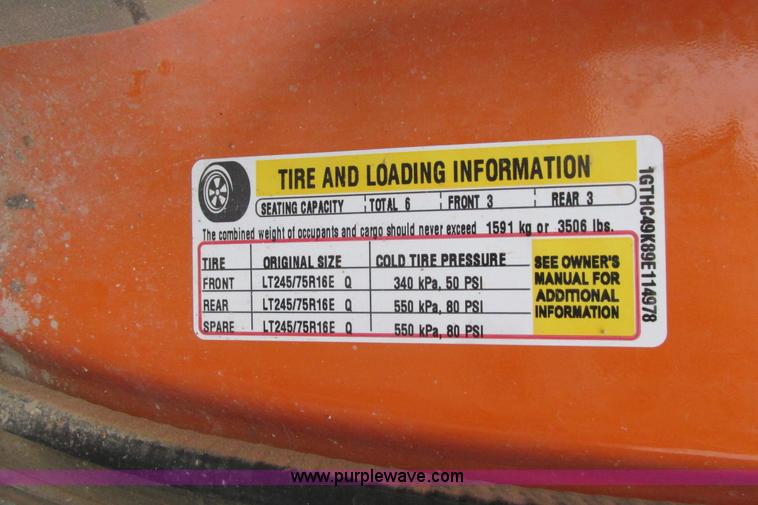 TIRE AND LOADING INFORMATION
SEATING CAPACITY TOTAL 6 FRONT 3 REAR 3
The combined weight of occupants and cargo should never exceed 1591 kg or 3506 lbs.
TIRE ORIGINAL SIZE COLD TIRE PRESSURE
FRONT LT245/75R16E Q 340 kPa, 50 PSI
REAR LT245/75R16E Q 550 kPa, 80 PSI
SPARE LT245/75R16E Q 550 kPa, 80 PSI
SEE OWNER'S
MANUAL FOR
ADDITIONAL
INFORMATION
1GTHC49K89E114978
www.purplewave.com